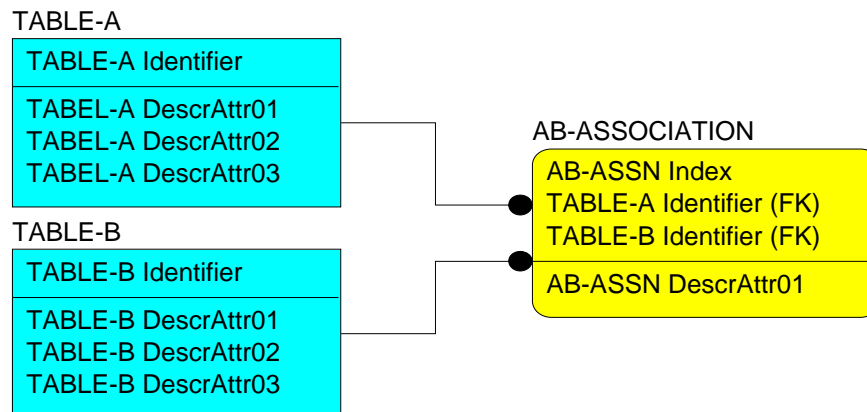 TABLE-A
TABLE-A Identifier
TABEL-A DescrAttr01
TABEL-A DescrAttr02
TABLE-A DescrAttr03
TABLE-B
TABLE-B Identifier
TABLE-B DescrAttr01
TABLE-B DescrAttr02
TABLE-B DescrAttr03
AB-ASSOCIATION
AB-ASSN Index
TABLE-A Identifier (FK)
TABLE-B Identifier (FK)
AB-ASSN DescrAttr01